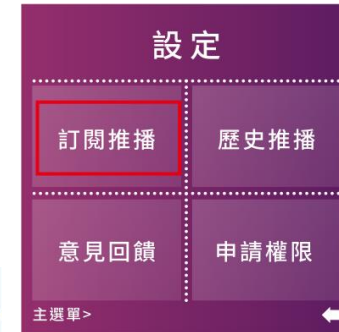 設定
訂閱推播
歷史推播
意見回饋
申請權限
主選單>